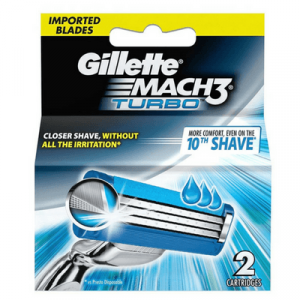 IMPORTED
BLADES
Gillette
MACH3
TURBO
CLOSER SHAVE, WITHOUT
ALL THE IRRITATION*
MORE COMFORT, EVEN ON THE
10TH SHAVE*
2
CARTRIDGES